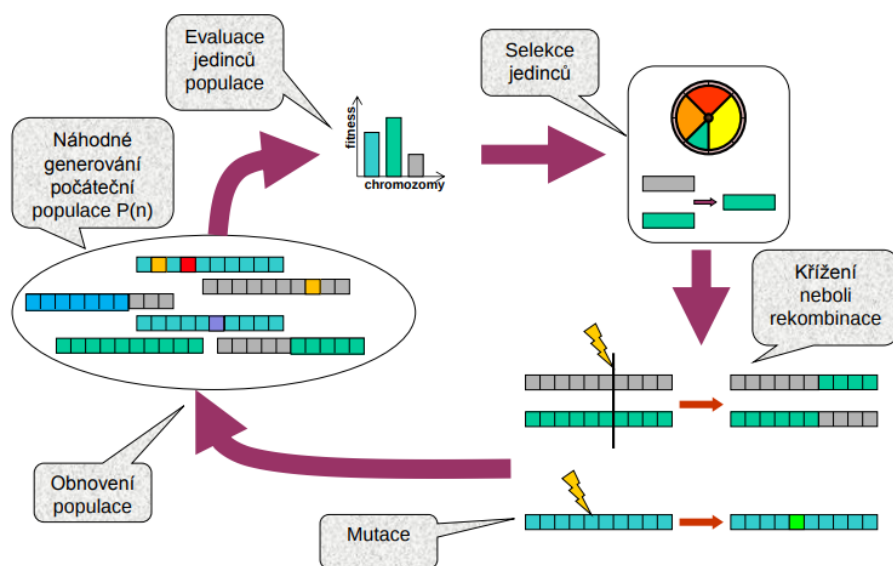 Evaluace
jedinců
populace
Selekce
jedinců
Náhodné
generování
počáteční
populace P(n)
fitness
chromozomy
Křížení
neboli
rekombinace
Obnovení
populace
Mutace